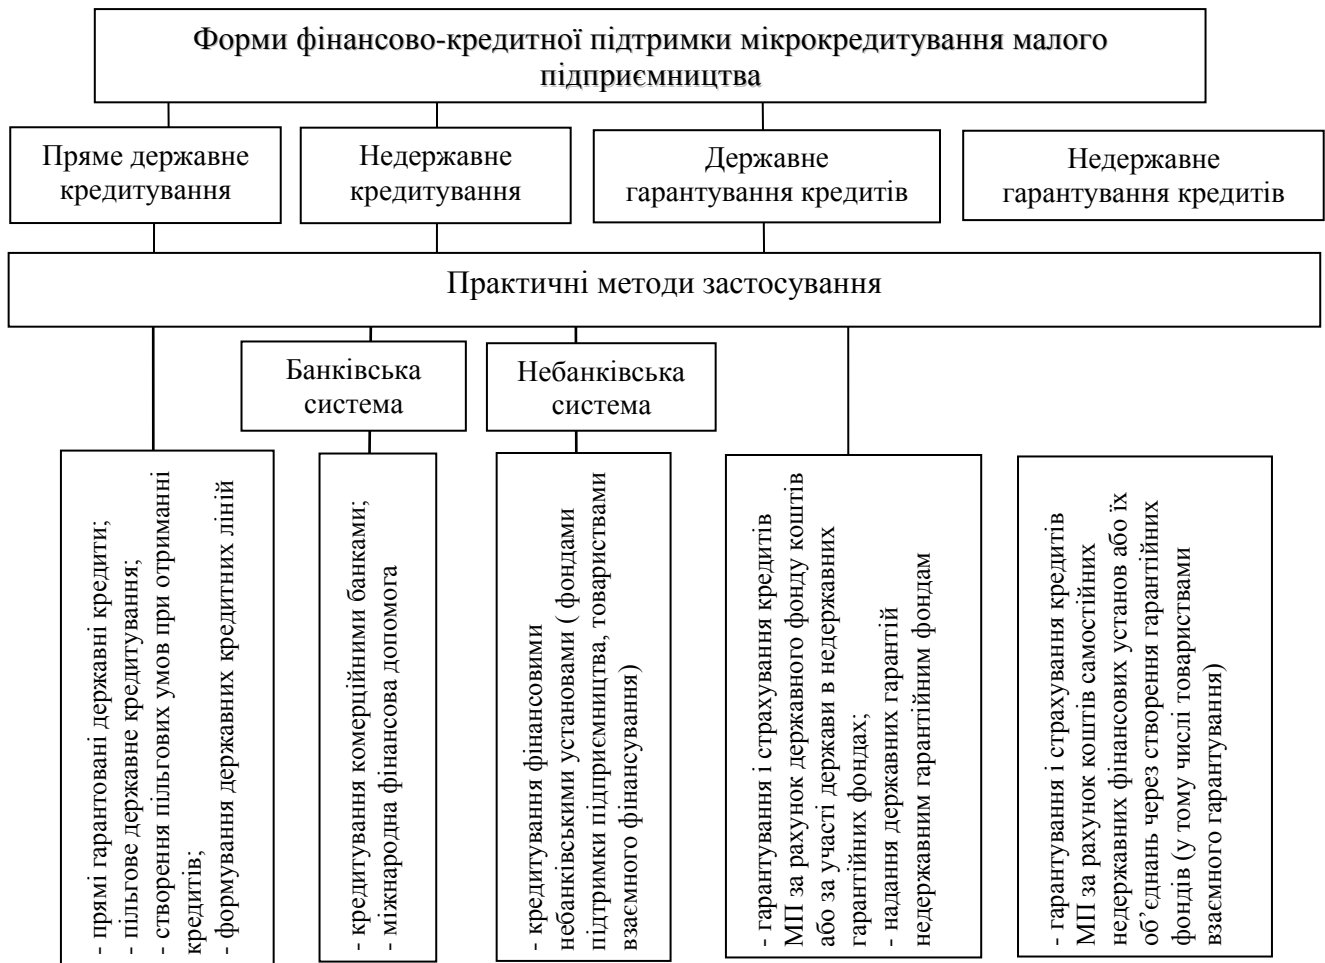 Форми фінансово-кредитної підтримки мікрокредитування малого
підприємництва
Пряме державне
кредитування
Недержавне
кредитування
Державне
гарантування кредитів
Недержавне
гарантування кредитів
Практичні методи застосування
Банківська
система
Небанківська
система
- прямі гарантовані державні кредити;
- пільгове державне кредитування;
- створення пільгових умов при отриманні
кредитів;
- формування державних кредитних ліній
- кредитування комерційними банками;
- міжнародна фінансова допомога
- кредитування фінансовими
небанківськими установами ( фондами
підтримки підприємництва, товариствами
взаємного фінансування)
- гарантування і страхування кредитів
МП за рахунок державного фонду коштів
або за участі держави в недержавних
гарантійних фондах;
- надання державних гарантій
недержавним гарантійним фондам
- гарантування і страхування кредитів
МП за рахунок коштів самостійних
недержавних фінансових установ або їх
об’єднань через створення гарантійних
фондів (у тому числі товариствами
взаємного гарантування)